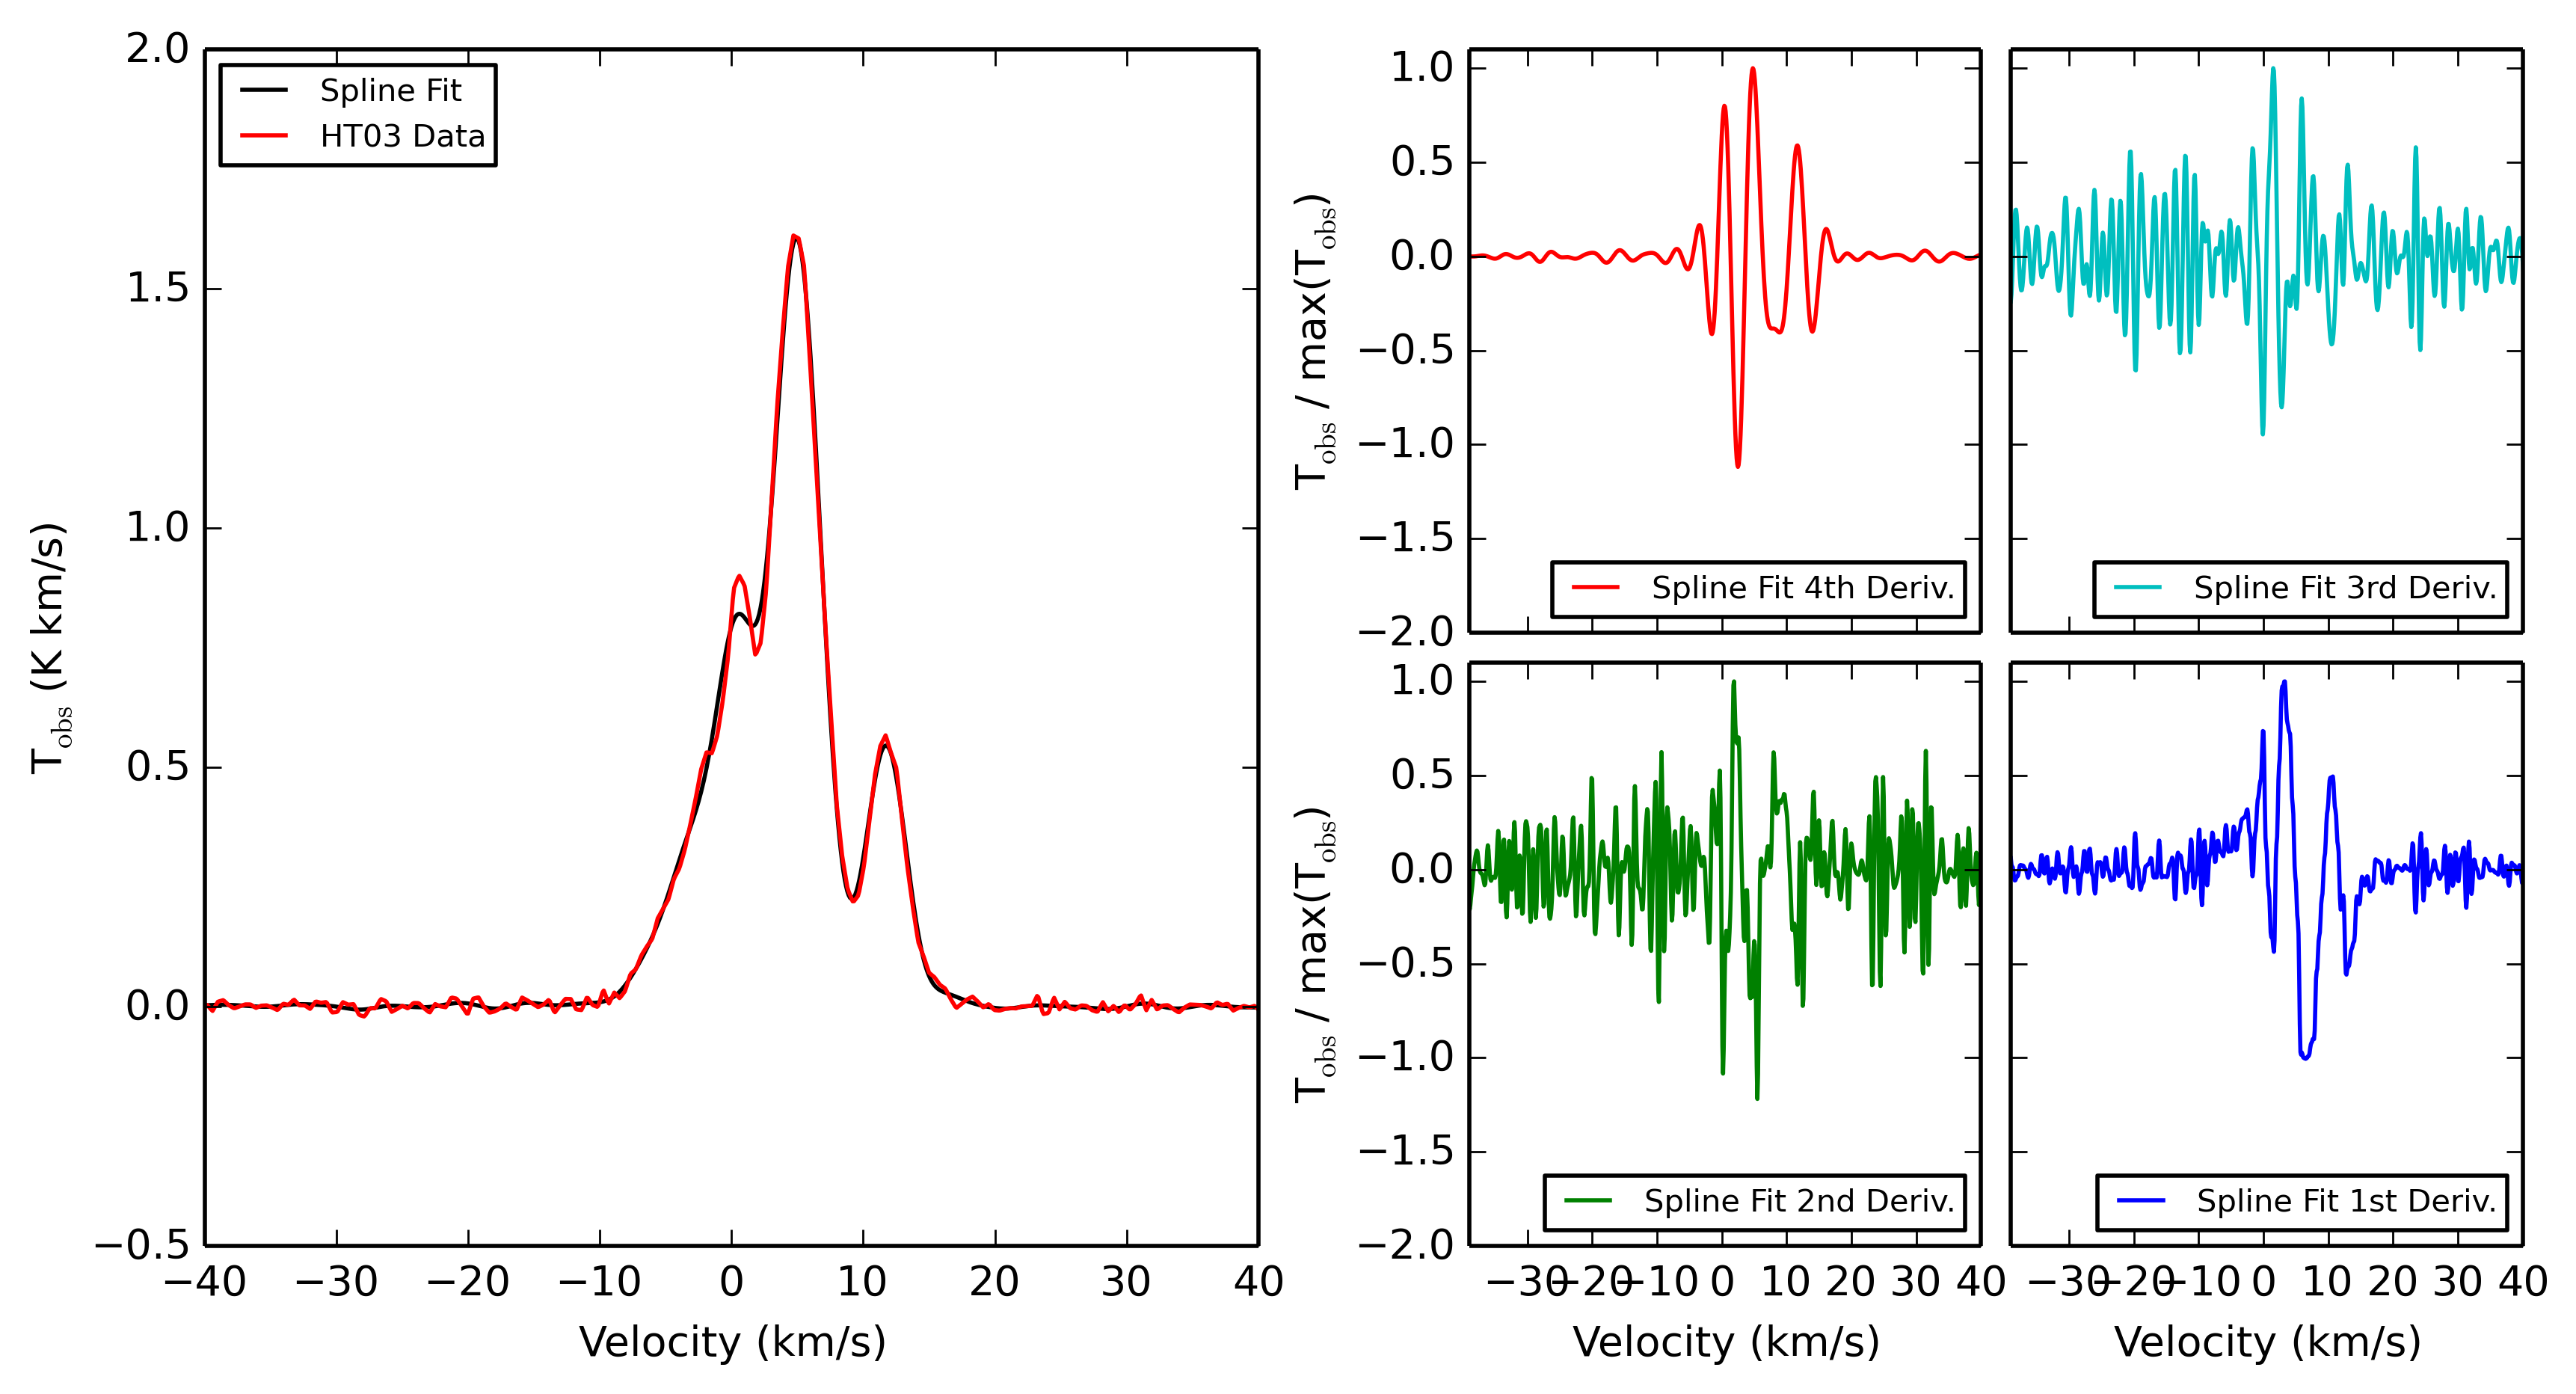 2.0
1.5
1.0
0.5
0.0
−0.5
T_obs (K km/s)
Spline Fit
HT03 Data
−40 −30 −20 −10 0 10 20 30 40
Velocity (km/s)
1.0
0.5
0.0
−0.5
−1.0
−1.5
−2.0
T_obs / max(T_obs)
Spline Fit 4th Deriv.
Spline Fit 3rd Deriv.
1.0
0.5
0.0
−0.5
−1.0
−1.5
−2.0
T_obs / max(T_obs)
Spline Fit 2nd Deriv.
−30 −20 −10 0 10 20 30 40
Velocity (km/s)
Spline Fit 1st Deriv.
−30 −20 −10 0 10 20 30 40
Velocity (km/s)